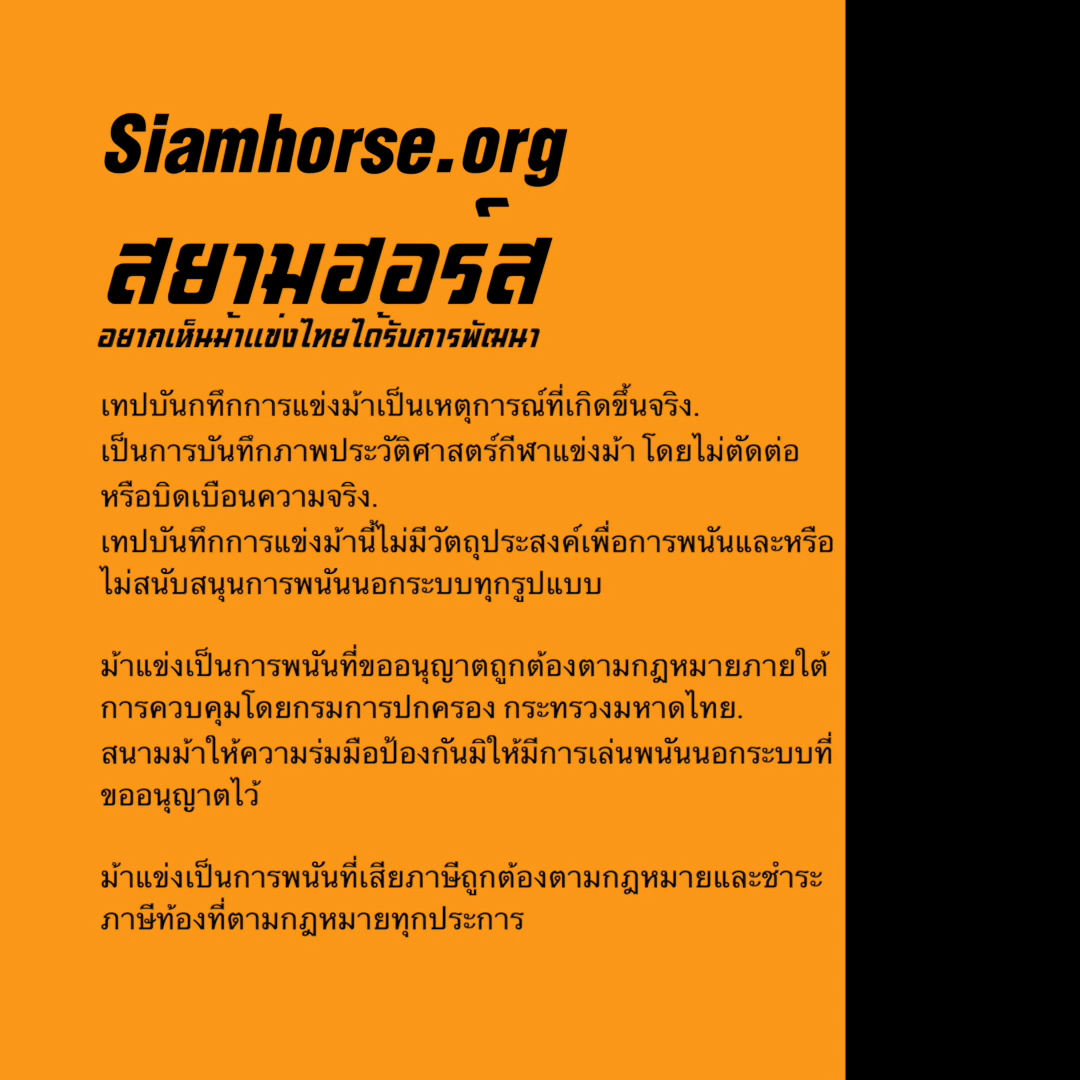 Siamhorse.org
สยามฮอร์ส
อยากเห็นม้าแข่งไทยได้รับการพัฒนา
เทปบันกทึกการแข่งม้าเป็นเหตุการณ์ที่เกิดขึ้นจริง.
เป็นการบันทึกภาพประวัติศาสตร์กีฬาแข่งม้า โดยไม่ตัดต่อ
หรือบิดเบือนความจริง.
เทปบันทึกการแข่งม้านี้ไม่มีวัตถุประสงค์เพื่อการพนันและหรือ
ไม่สนับสนุนการพนันนอกระบบทุกรูปแบบ
ม้าแข่งเป็นการพนันที่ขออนุญาตถูกต้องตามกฎหมายภายใต้
การควบคุมโดยกรมการปกครอง กระทรวงมหาดไทย.
สนามม้าให้ความร่มมือป้องกันมิให้มีการเล่นพนันนอกระบบที่
ขออนุญาตไว้
ม้าแข่งเป็นการพนันที่เสียภาษีถูกต้องตามกฎหมายและชำระ
ภาษีท้องที่ตามกฎหมายทุกประการ